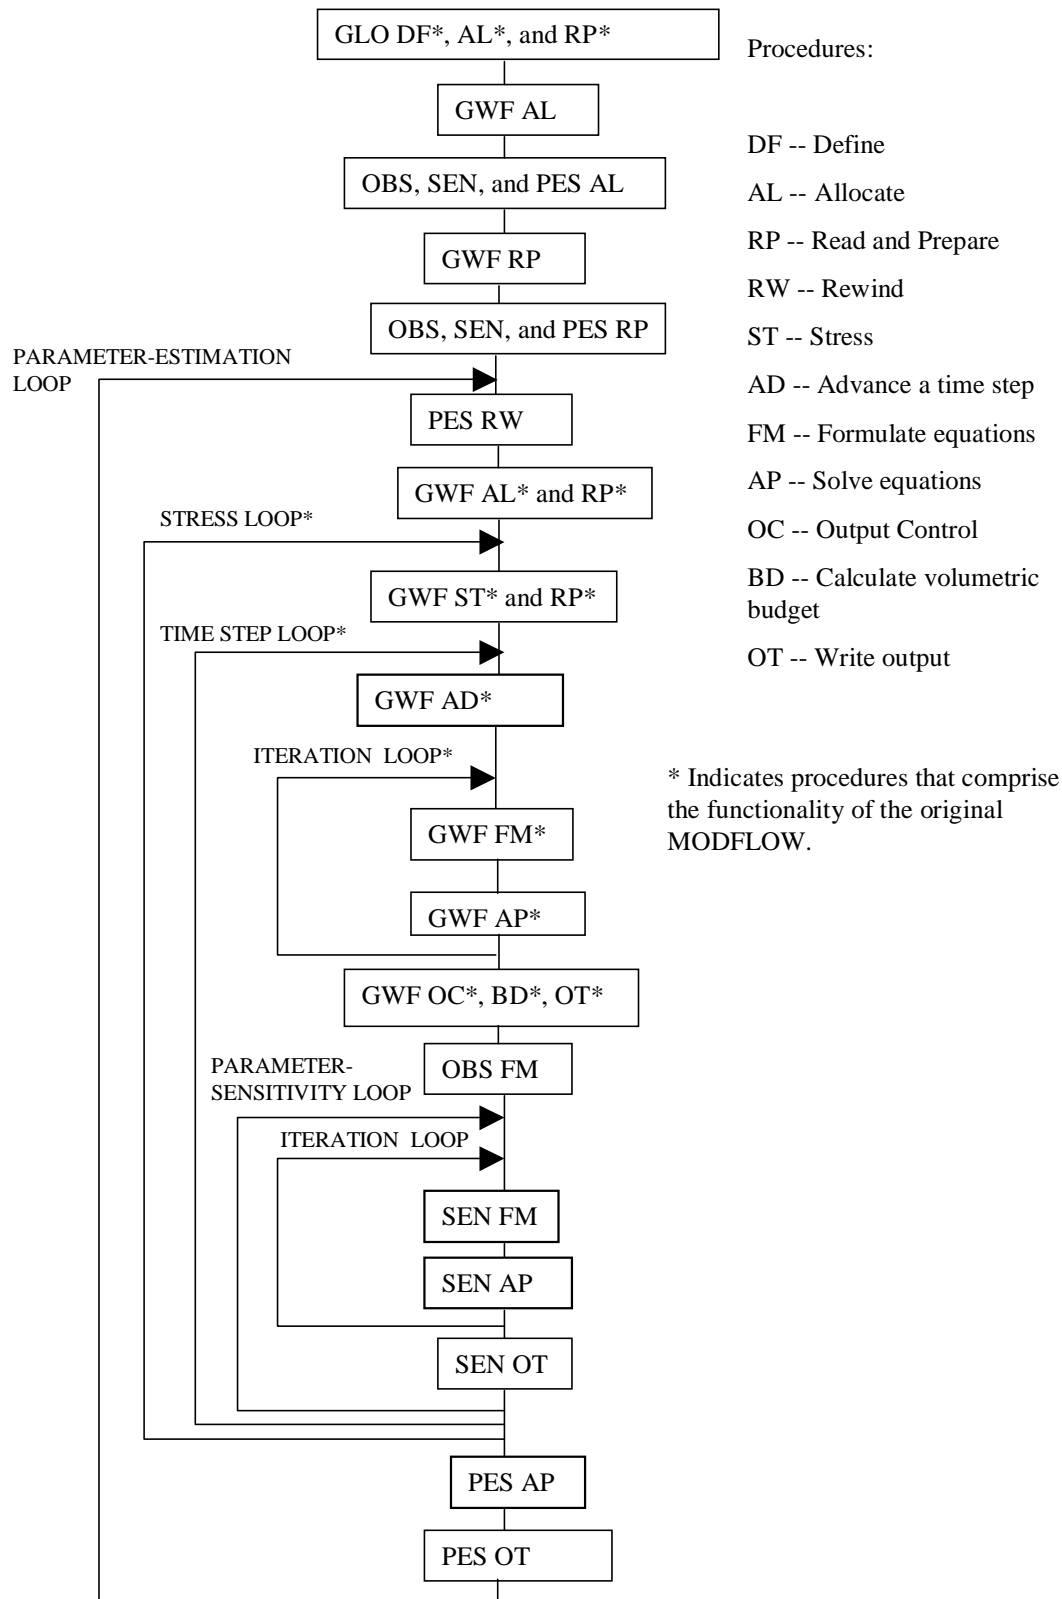 GLO DF*, AL*, and RP*
GWF AL
OBS, SEN, and PES AL
GWF RP
OBS, SEN, and PES RP
PARAMETER-ESTIMATION
LOOP
PES RW
GWF AL* and RP*
STRESS LOOP*
GWF ST* and RP*
TIME STEP LOOP*
GWF AD*
ITERATION LOOP*
GWF FM*
GWF AP*
GWF OC*, BD*, OT*
OBS FM
PARAMETER-
SENSITIVITY LOOP
ITERATION LOOP
SEN FM
SEN AP
SEN OT
PES AP
PES OT
Procedures:
DF -- Define
AL -- Allocate
RP -- Read and Prepare
RW -- Rewind
ST -- Stress
AD -- Advance a time step
FM -- Formulate equations
AP -- Solve equations
OC -- Output Control
BD -- Calculate volumetric
budget
OT -- Write output
* Indicates procedures that comprise
the functionality of the original
MODFLOW.